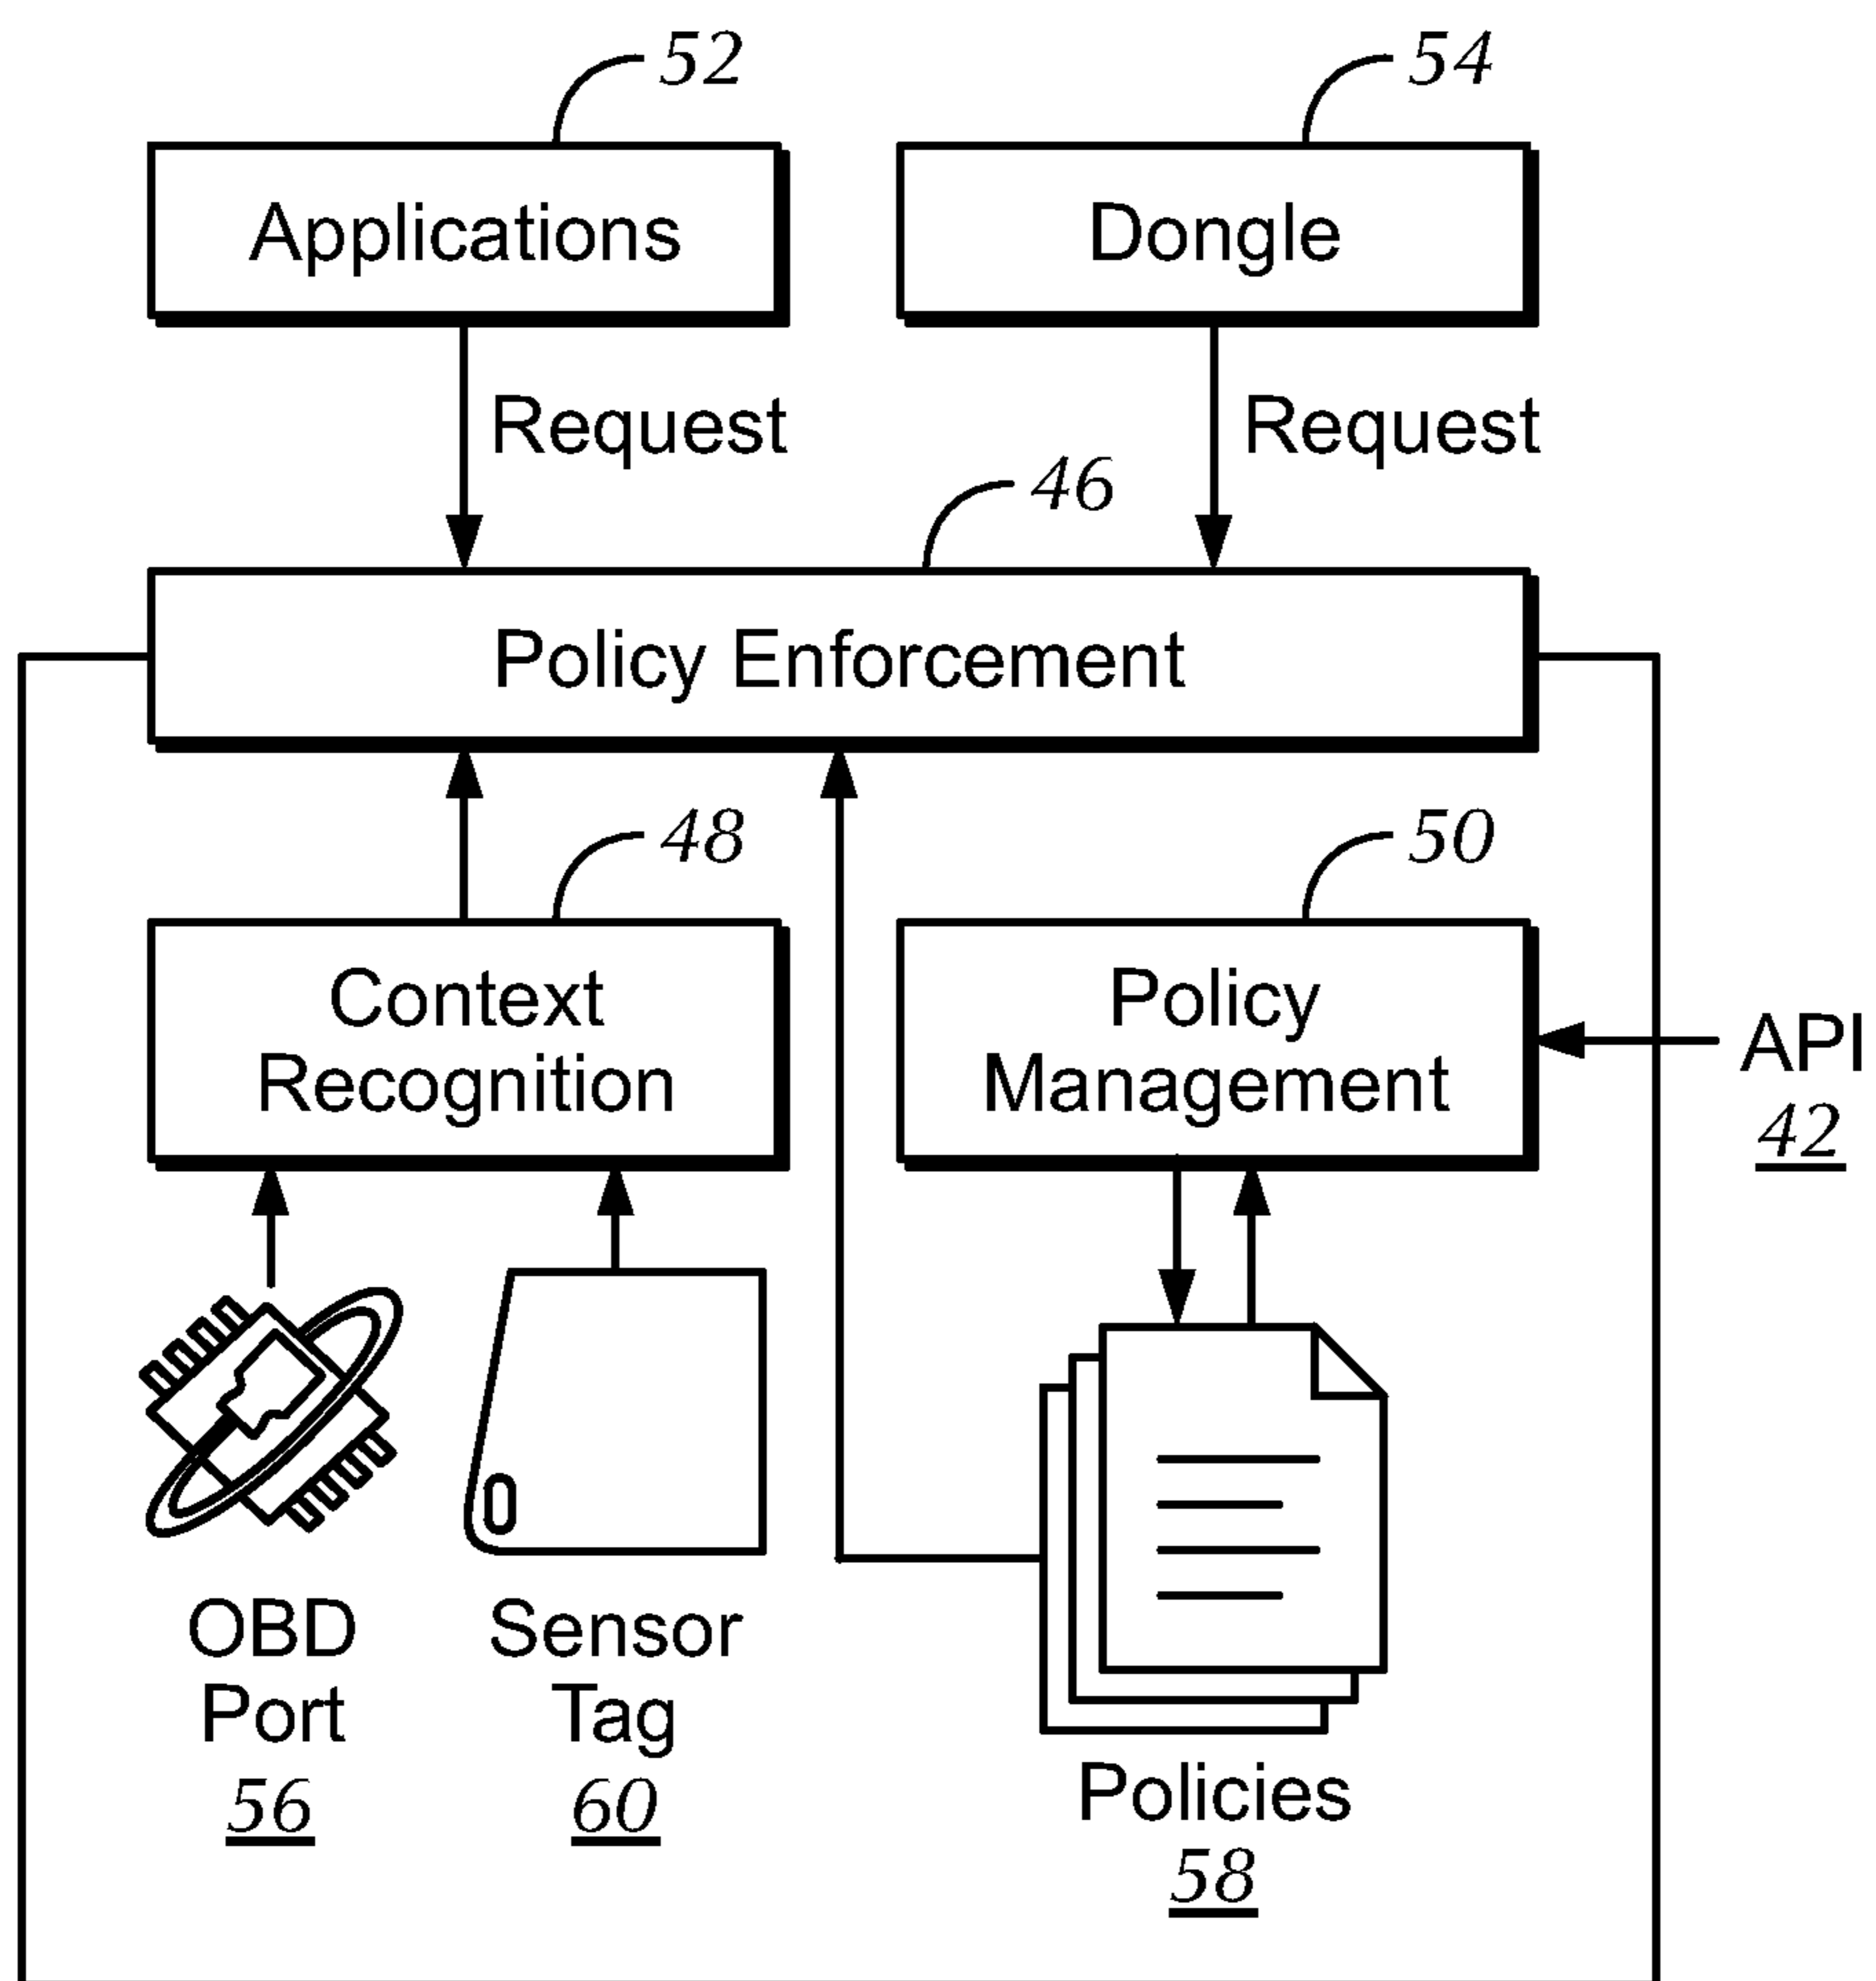 52
54
Applications
Dongle
Request
Request
46
Policy Enforcement
48
50
Context
Recognition
Policy
Management
API
42
OBD
Port
56
Sensor
Tag
60
Policies
58